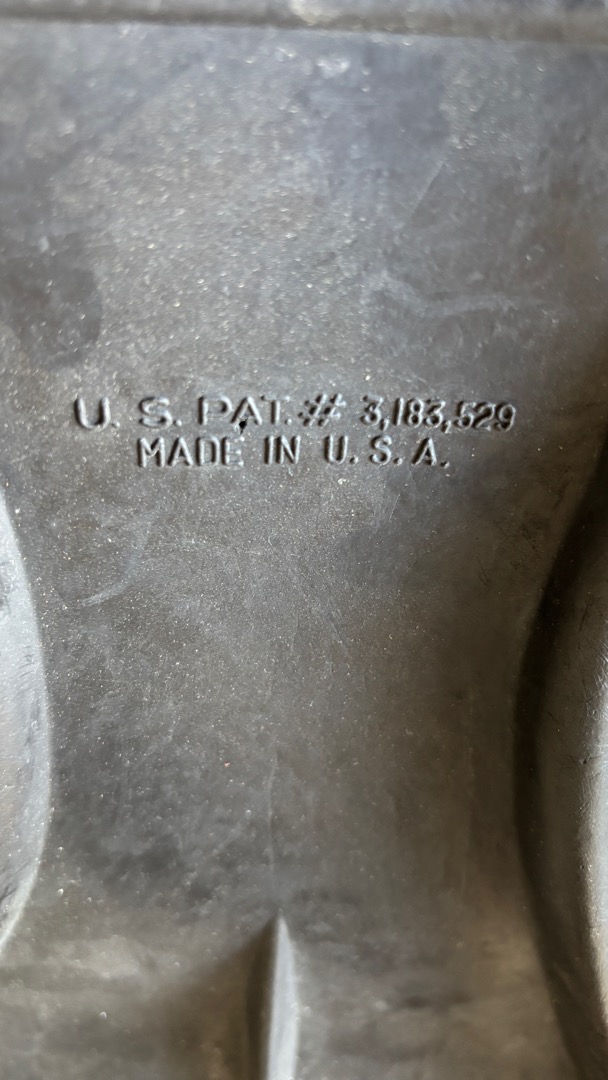 U. S. PAT. # 3,183,529
MADE IN U. S. A.